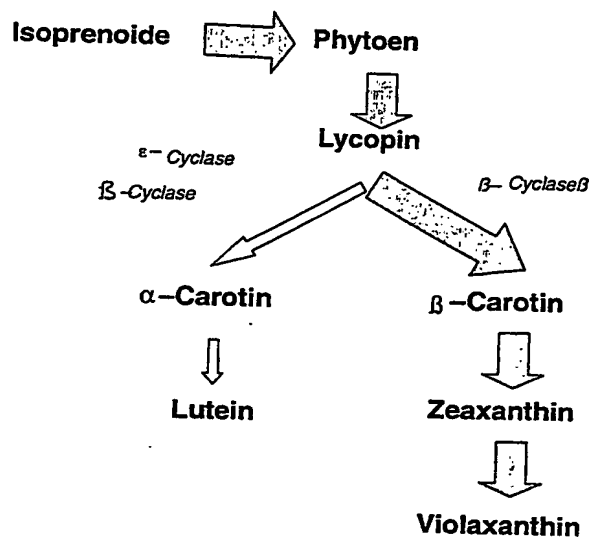 Isoprenoide
Phytoen
Lycopin
ε- Cyclase
ß-Cyclase
ß- Cyclaseß
α-Carotin
ß-Carotin
Lutein
Zeaxanthin
Violaxanthin